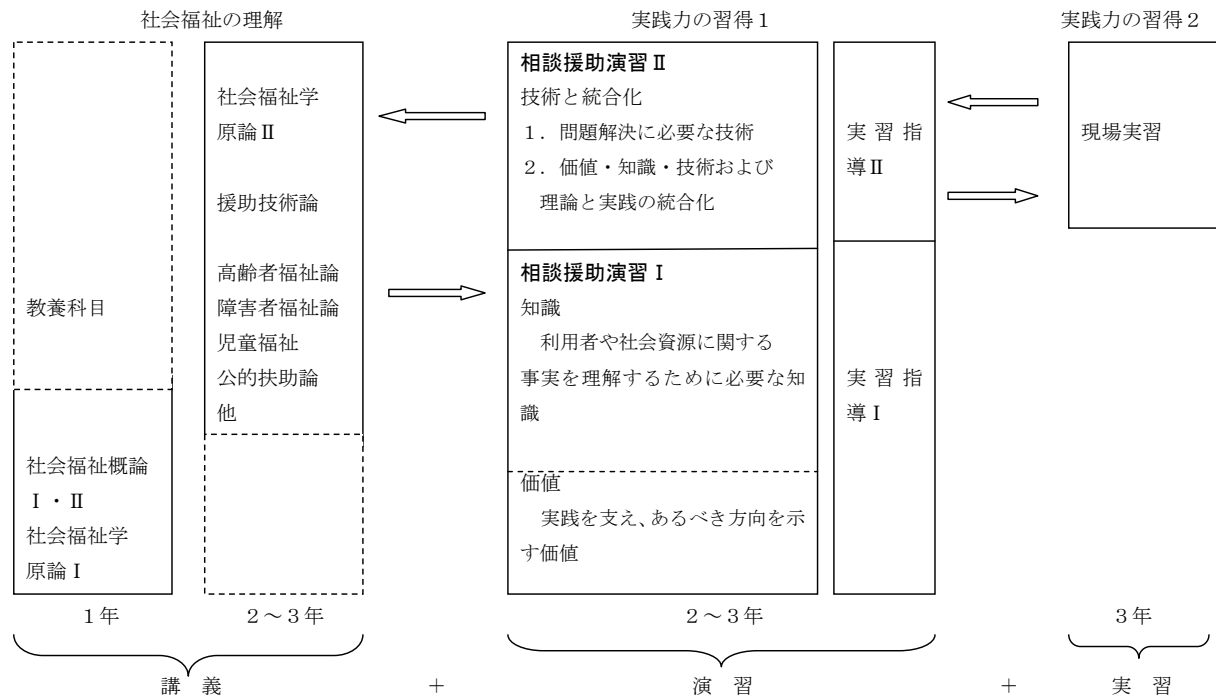 社会福祉の理解
実践力の習得1
実践力の習得2
教養科目
社会福祉概論
Ⅰ・Ⅱ
社会福祉学
原論Ⅰ
社会福祉学
原論Ⅱ
援助技術論
高齢者福祉論
障害者福祉論
児童福祉
公的扶助論
他
相談援助演習Ⅱ
技術と統合化
1．問題解決に必要な技術
2．価値・知識・技術および
理論と実践の統合化
相談援助演習Ⅰ
知識
利用者や社会資源に関する
事実を理解するために必要な知
識
価値
実践を支え、あるべき方向を示
す価値
実習指
導Ⅱ
実習指
導Ⅰ
現場実習
1年
2～3年
2～3年
3年
講義
+
演習
+
実習